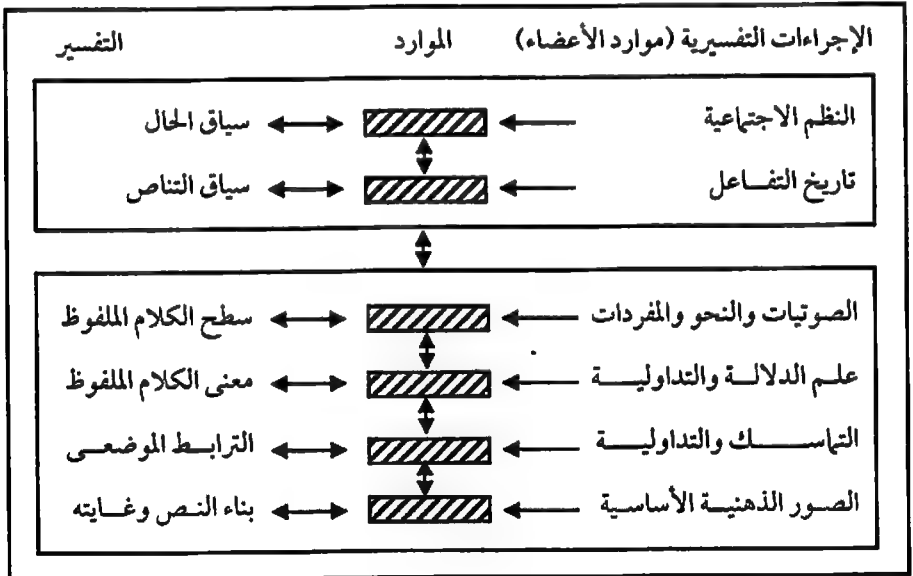 الإجراءات التفسيرية (موارد الأعضاء) الموارد التفسير
النظم الاجتماعية سياق الحال
تاريخ التفاعل سياق التناص
الصوتيات والنحو والمفردات سطح الكلام الملفوظ
علم الدلالة والتداولية معنى الكلام الملفوظ
التماسك والتداولية الترابط الموضعى
الصور الذهنية الأساسية بناء النص وغايته